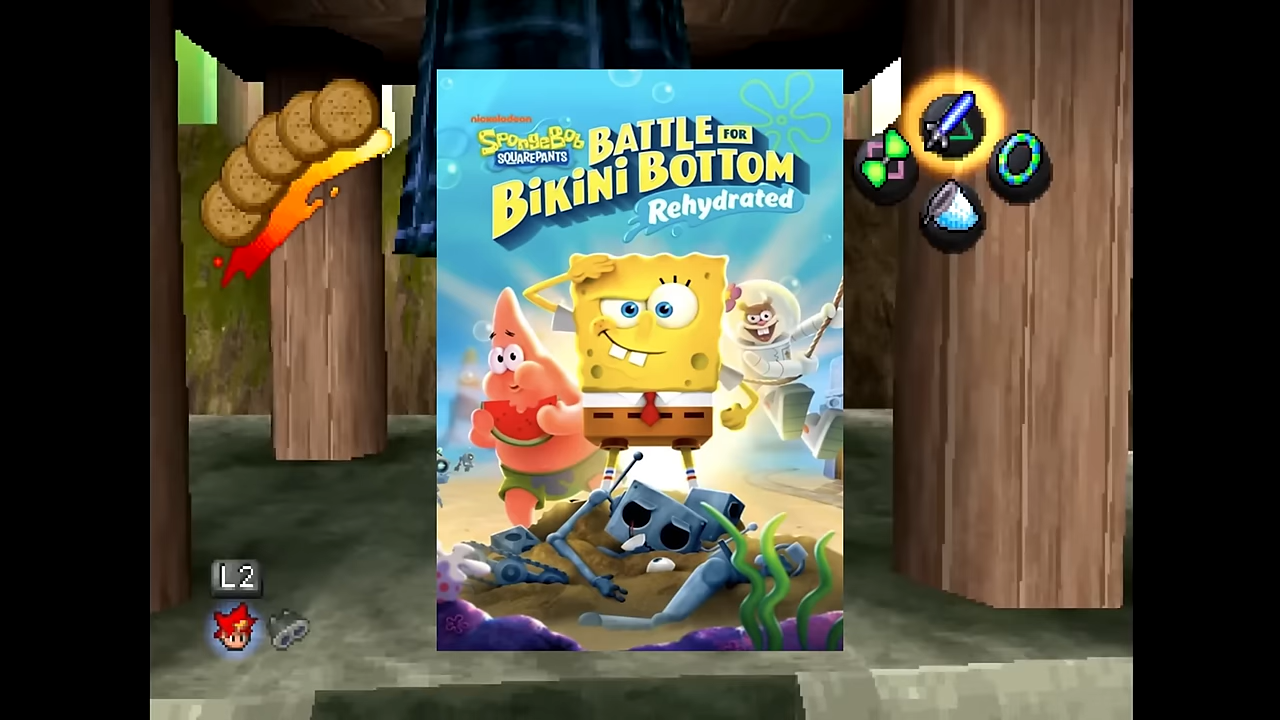 nickelodeon
SpongeBob
SQUAREPANTS
BATTLE FOR
BIKINI BOTTOM
Rehydrated
L2